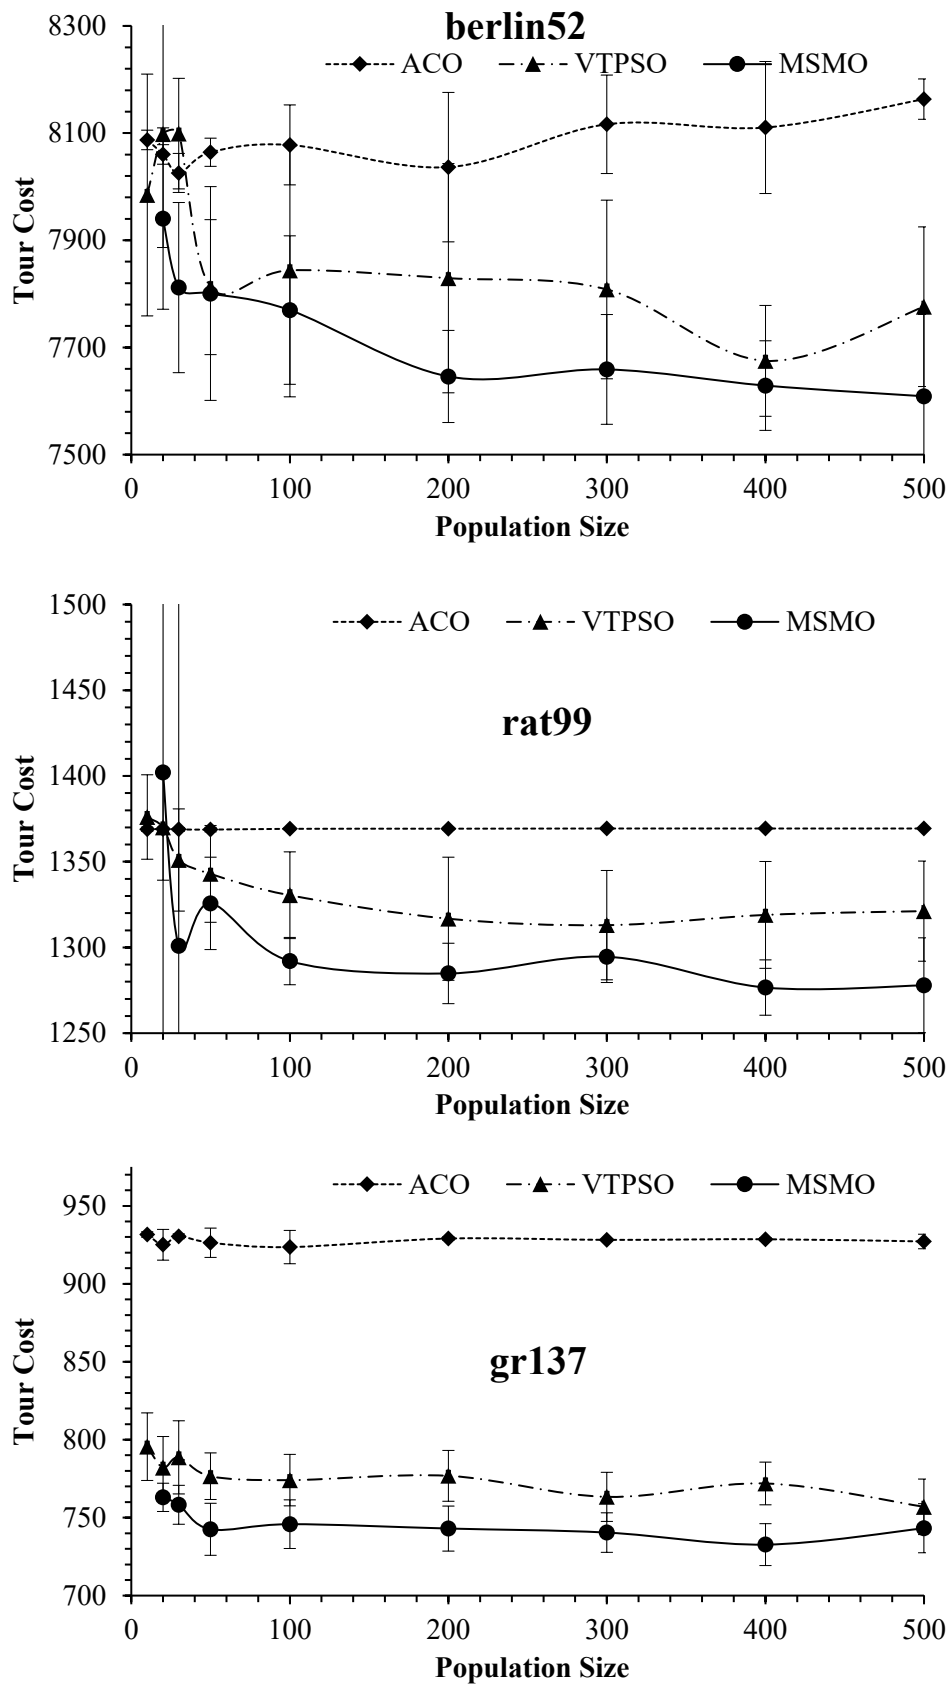 berlin52
ACO VTPSO MSMO
8300
8100
7900
7700
7500
Tour Cost
0 100 200 300 400 500
Population Size
ACO VTPSO MSMO
rat99
1500
1450
1400
1350
1300
1250
Tour Cost
0 100 200 300 400 500
Population Size
ACO VTPSO MSMO
gr137
950
900
850
800
750
700
Tour Cost
0 100 200 300 400 500
Population Size